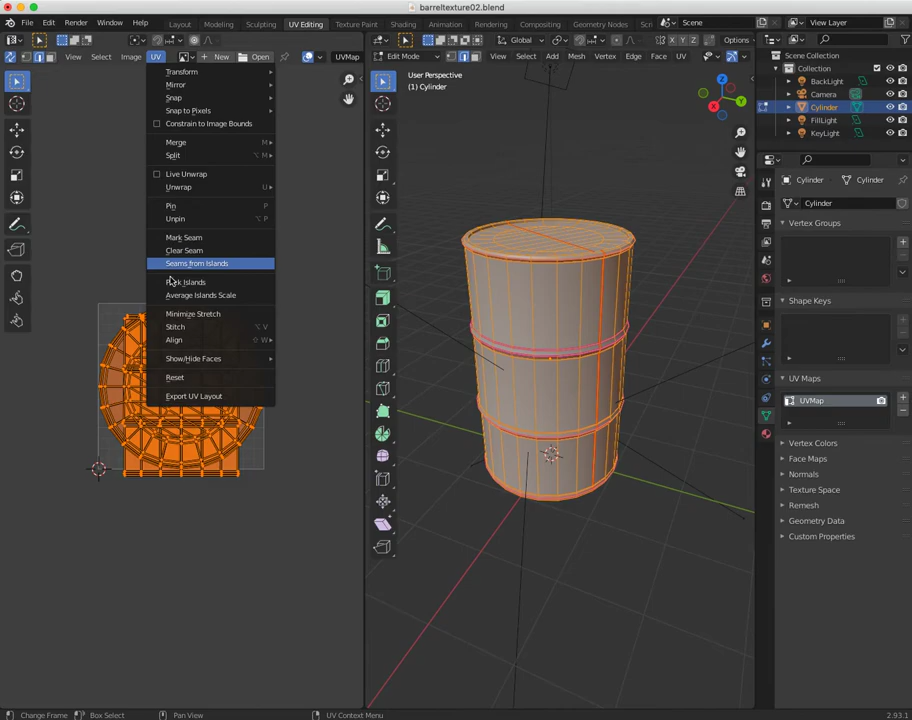 barreltexture02.blend
File Edit Render Window Help Layout Modeling Sculpting UV Editing Texture Paint Shading Animation Rendering Compositing Geometry Nodes Scene View Layer
View Select Image UV New Open UVMap
Global Options
Edit Mode View Select Add Mesh Vertex Edge Face UV
Transform
Mirror
Snap
Snap to Pixels
Constrain to Image Bounds
Merge M
Split M
Live Unwrap
Unwrap U
Pin P
Unpin P
Mark Seam
Clear Seam
Seams from Islands
Pack Islands
Average Islands Scale
Minimize Stretch
Stitch V
Align W
Show/Hide Faces
Reset
Export UV Layout
User Perspective
(1) Cylinder
Z
Y
X
Scene Collection
Collection
BackLight
Camera
Cylinder
FillLight
KeyLight
Cylinder Cylinder
Cylinder
Vertex Groups
Shape Keys
UV Maps
UVMap
Vertex Colors
Face Maps
Normals
Texture Space
Remesh
Geometry Data
Custom Properties
Change Frame Box Select Pan View UV Context Menu 2.93.1